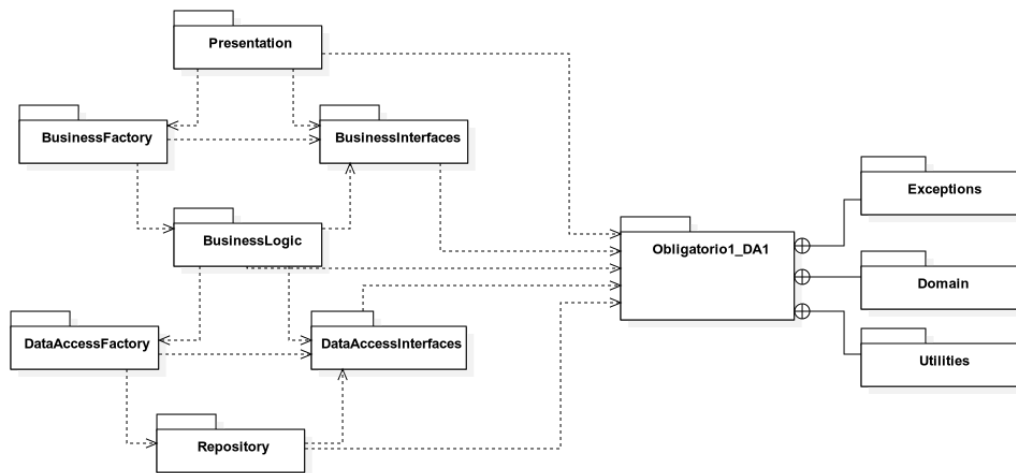 Presentation
BusinessFactory
BusinessInterfaces
Exceptions
BusinessLogic
Obligatorio1_DA1
Domain
DataAccessFactory
DataAccessInterfaces
Utilities
Repository